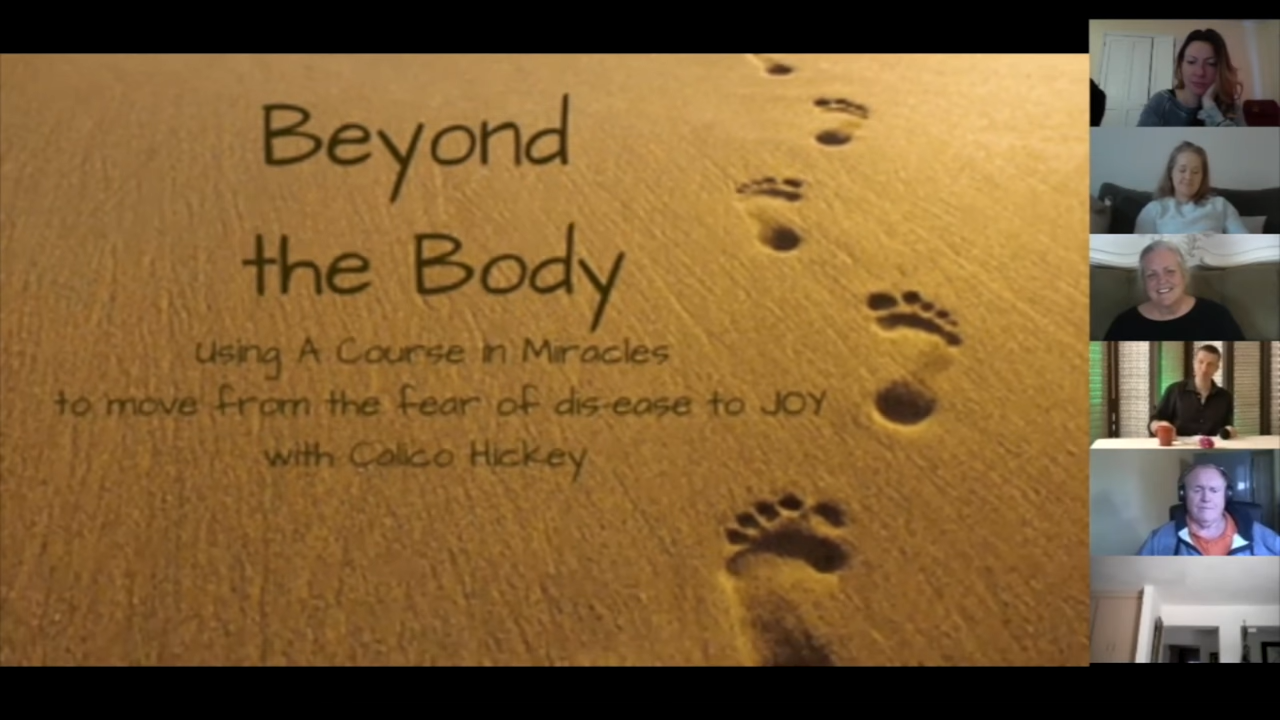 Beyond
the Body
Using A Course in Miracles
to move from the fear of dis-ease to JOY
with Calico Hickey